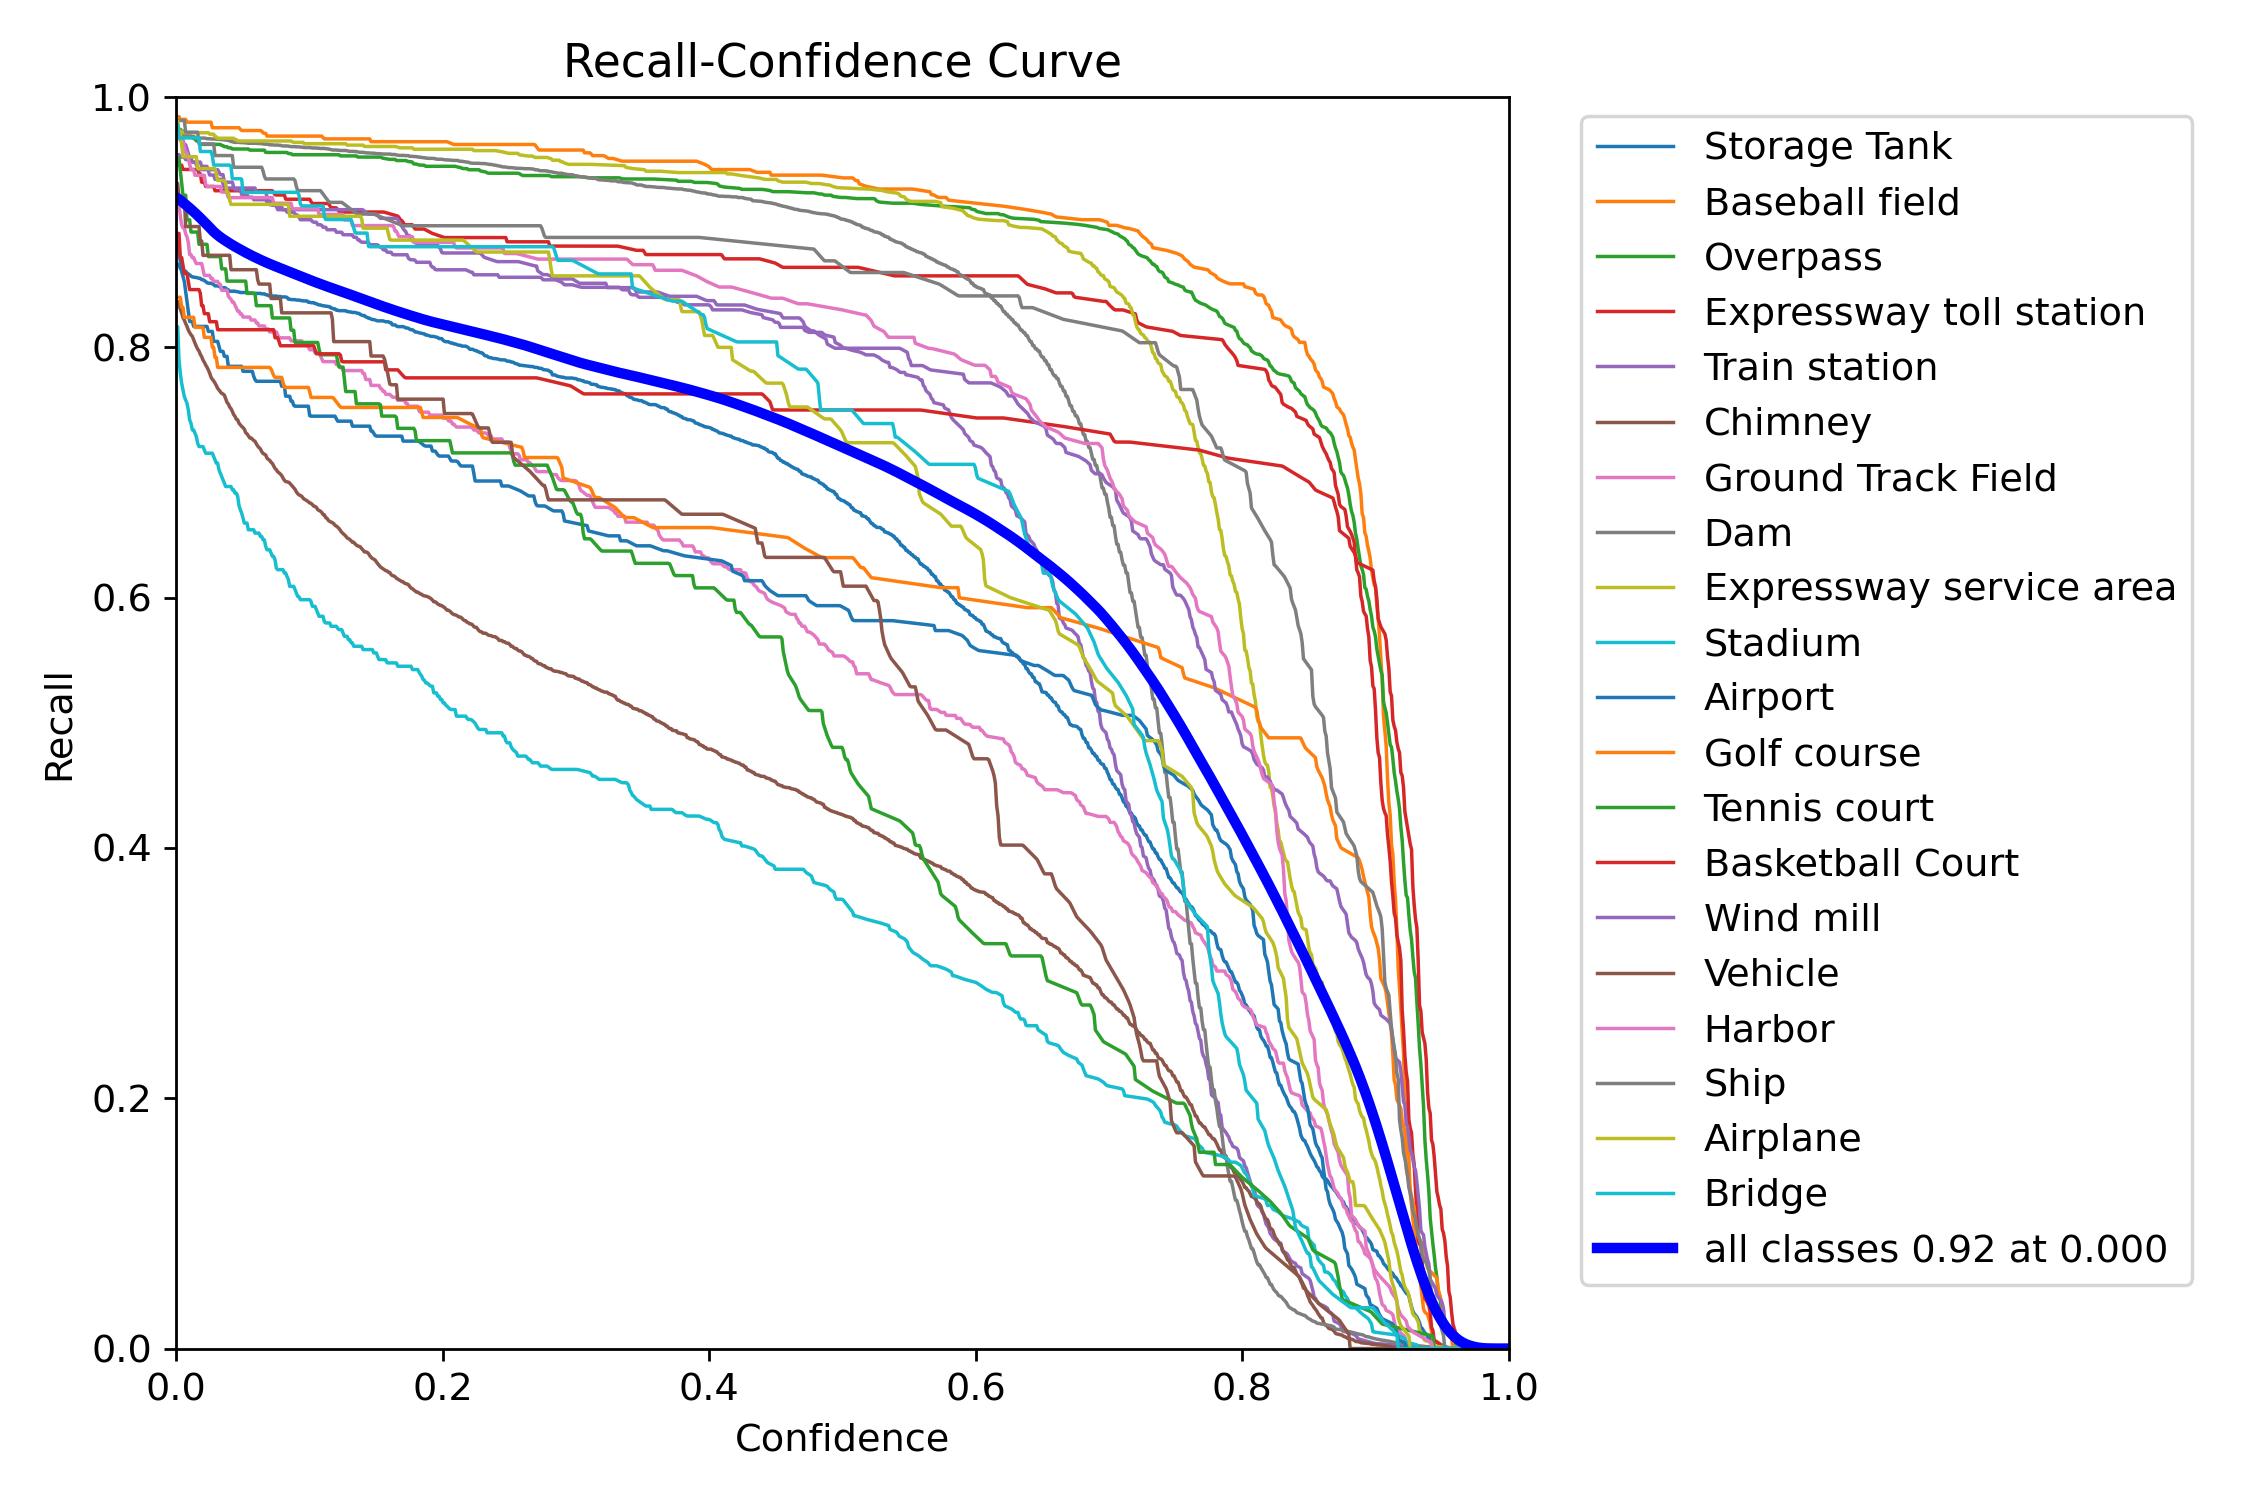 Recall-Confidence Curve
1.0
0.8
0.6
0.4
0.2
0.0
Recall
0.0 0.2 0.4 0.6 0.8 1.0
Confidence
Storage Tank
Baseball field
Overpass
Expressway toll station
Train station
Chimney
Ground Track Field
Dam
Expressway service area
Stadium
Airport
Golf course
Tennis court
Basketball Court
Wind mill
Vehicle
Harbor
Ship
Airplane
Bridge
all classes 0.92 at 0.000